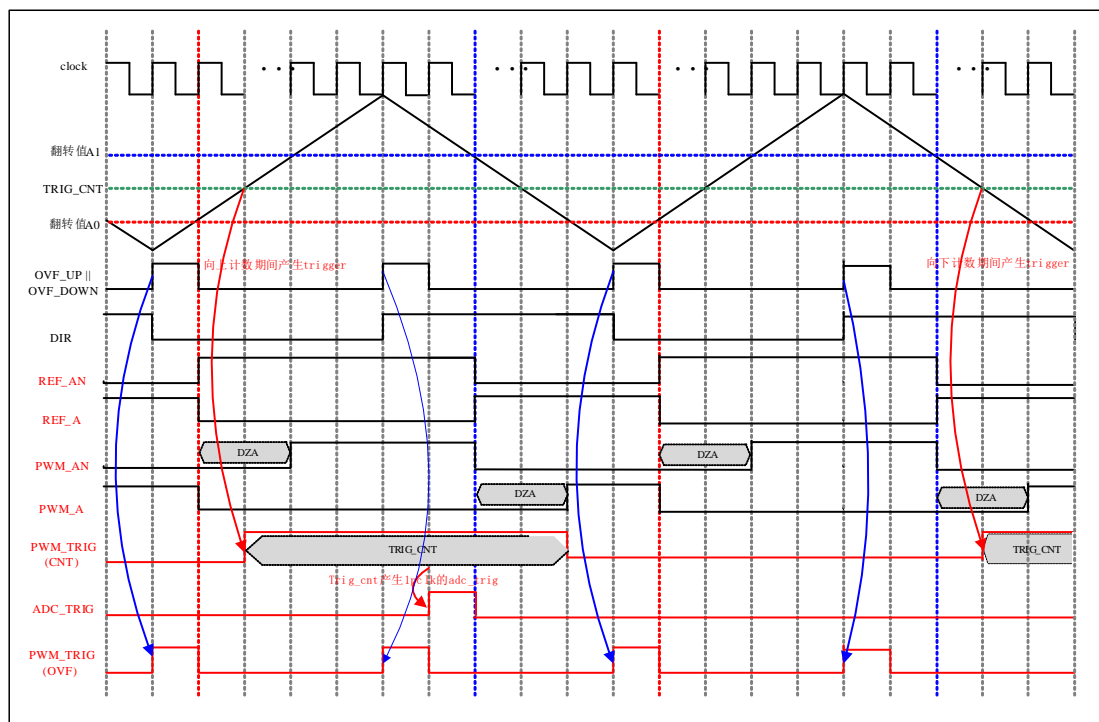 clock
翻转值A1
TRIG_CNT
翻转值A0
向上计数期间产生trigger
向下计数期间产生trigger
OVF_UP ||
OVF_DOWN
DIR
REF_AN
REF_A
DZA
DZA
PWM_AN
DZA
DZA
PWM_A
PWM_TRIG
(CNT)
TRIG_CNT
TRIG_CNT
Trig_cnt产生1pclk的adc_trig
ADC_TRIG
PWM_TRIG
(OVF)